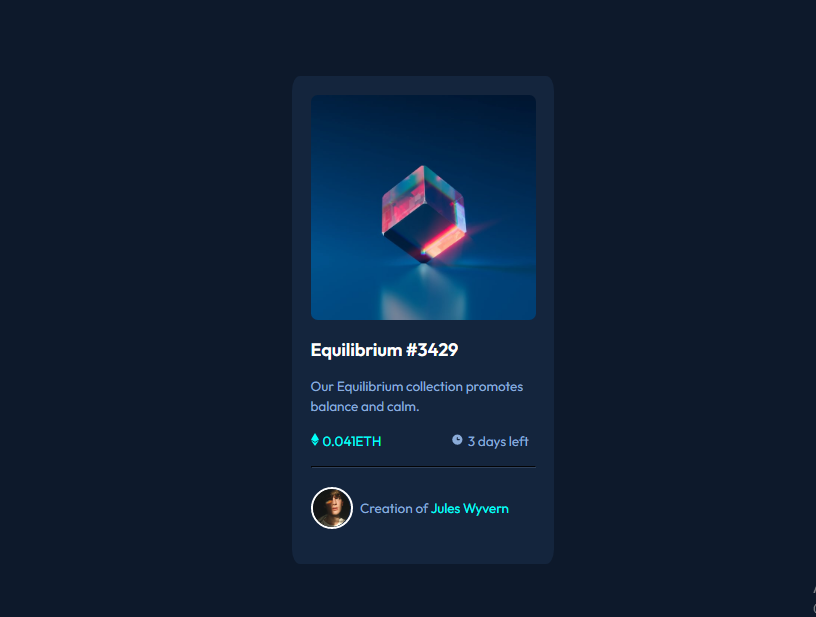 Equilibrium #3429
Our Equilibrium collection promotes
balance and calm.
0.041ETH 3 days left
Creation of Jules Wyvern